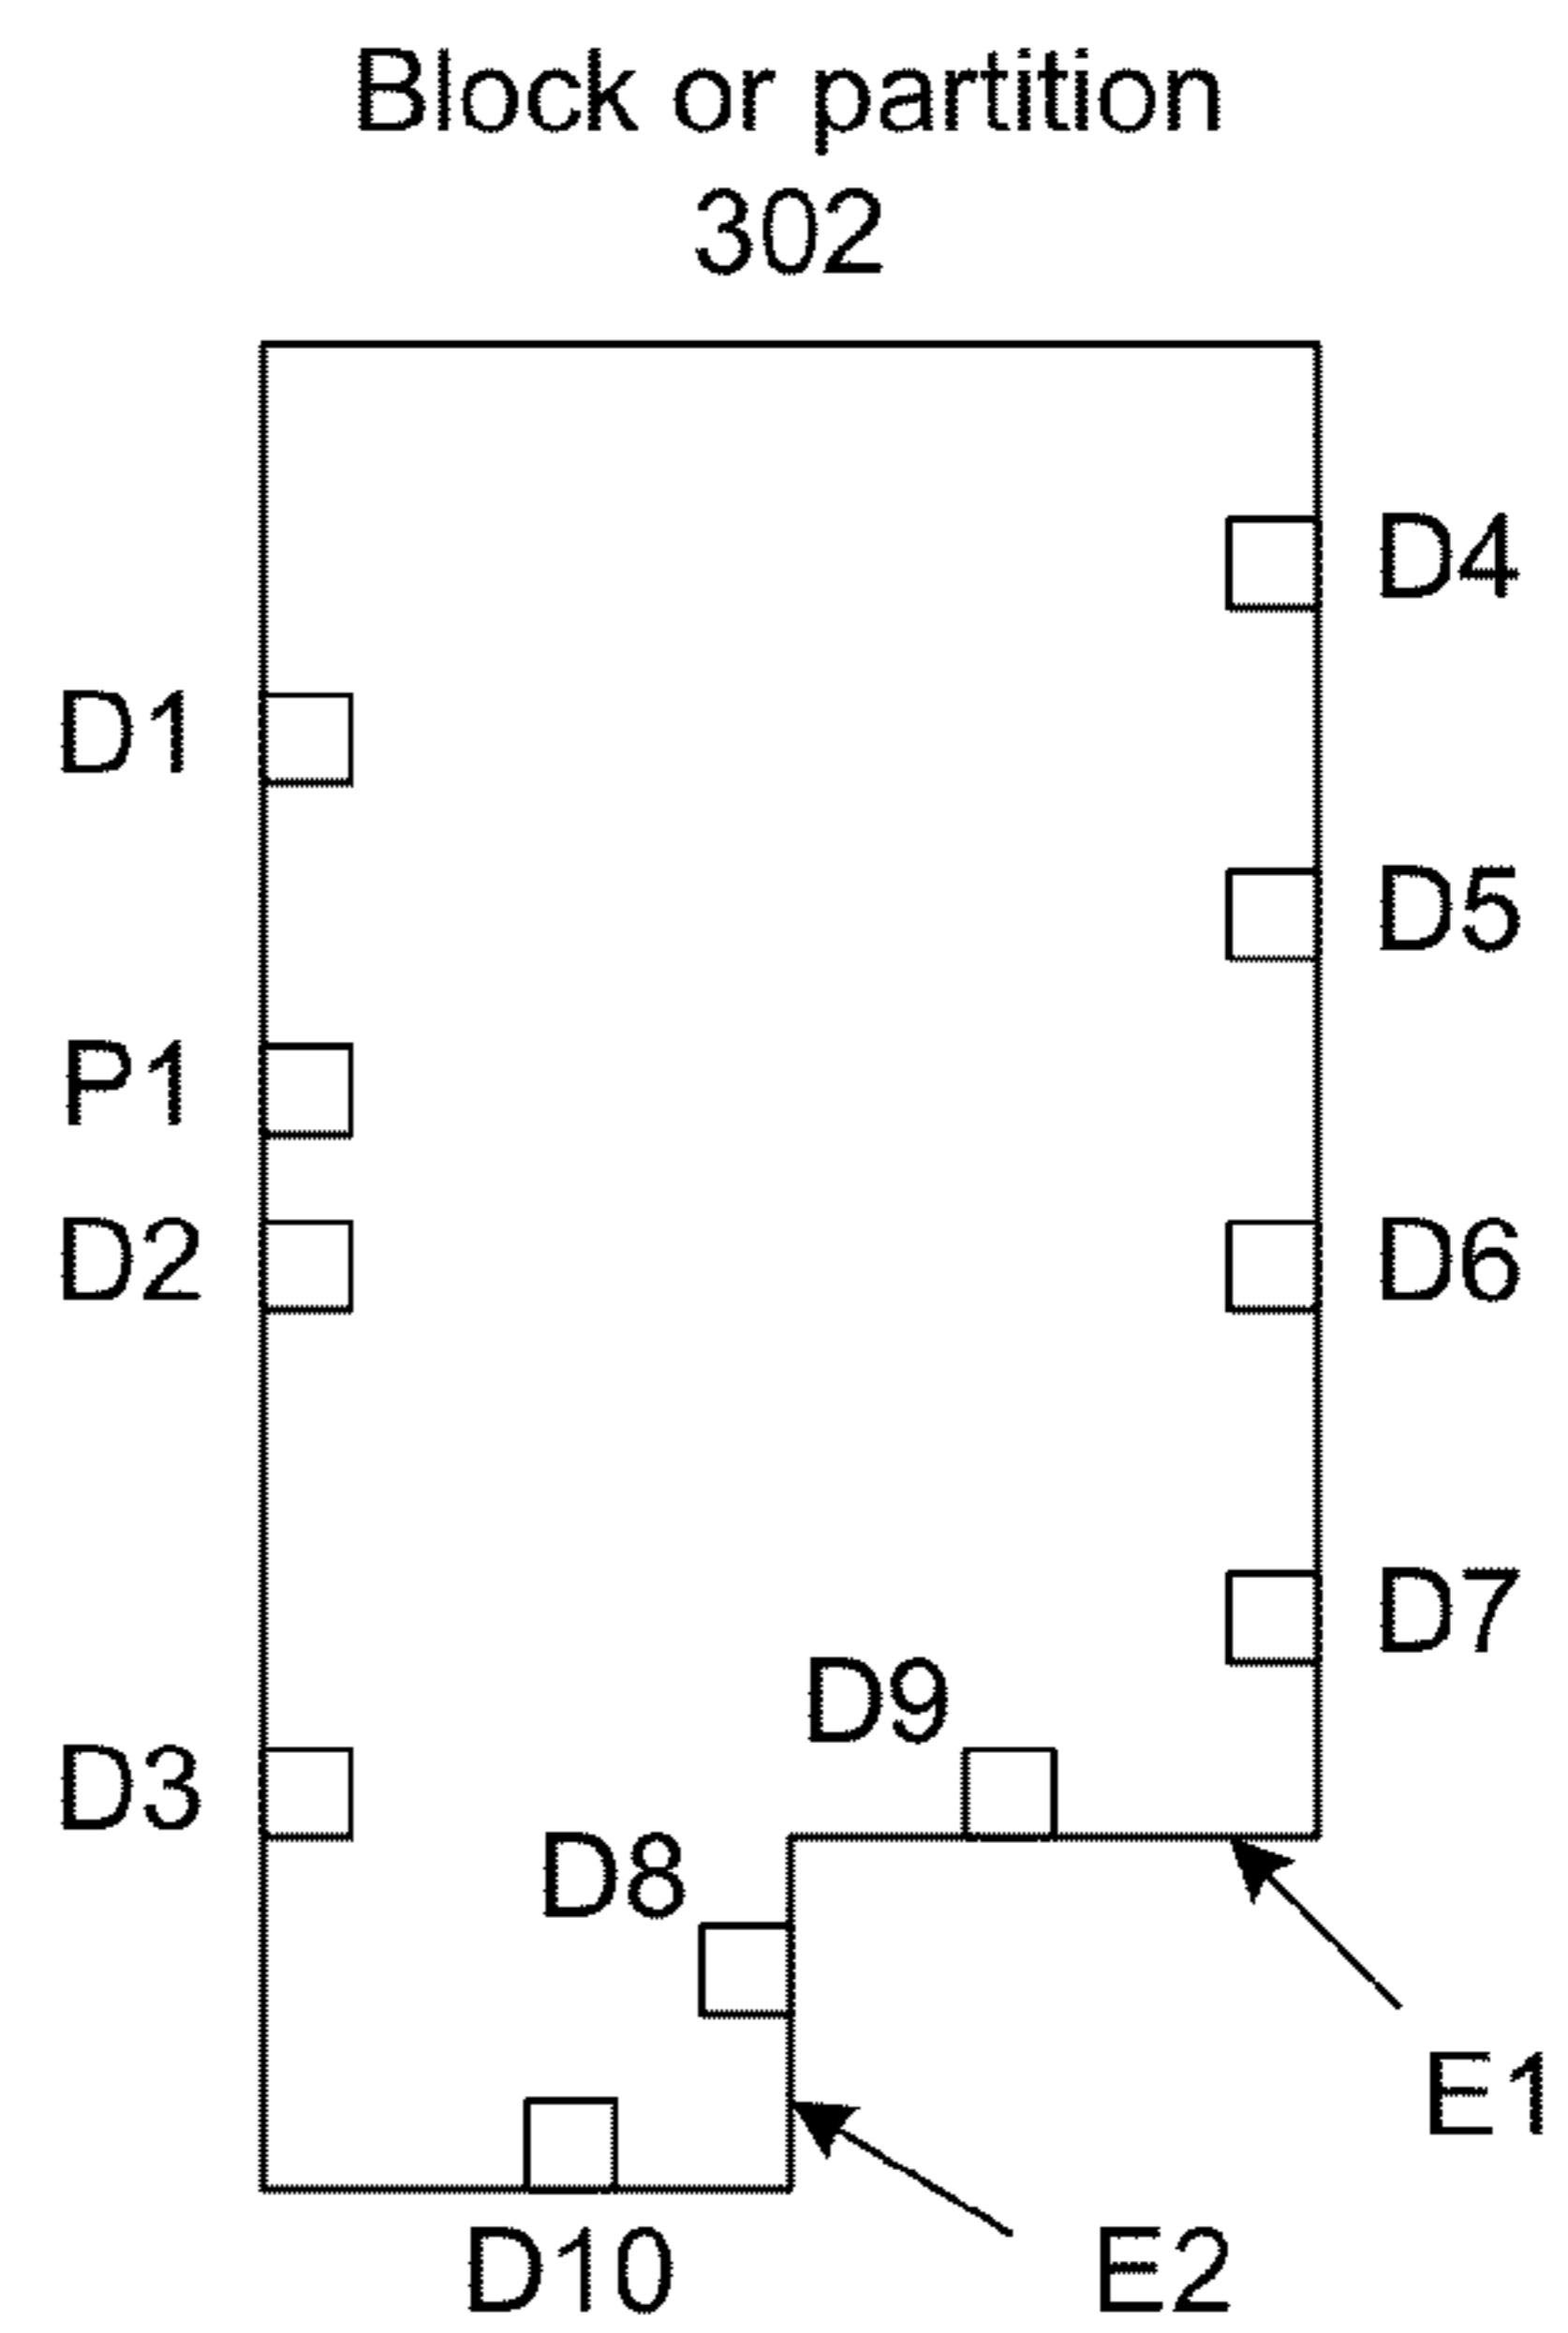 Block or partition
302
D4
D1
D5
P1
D2
D6
D7
D9
D3
D8
E1
D10
E2